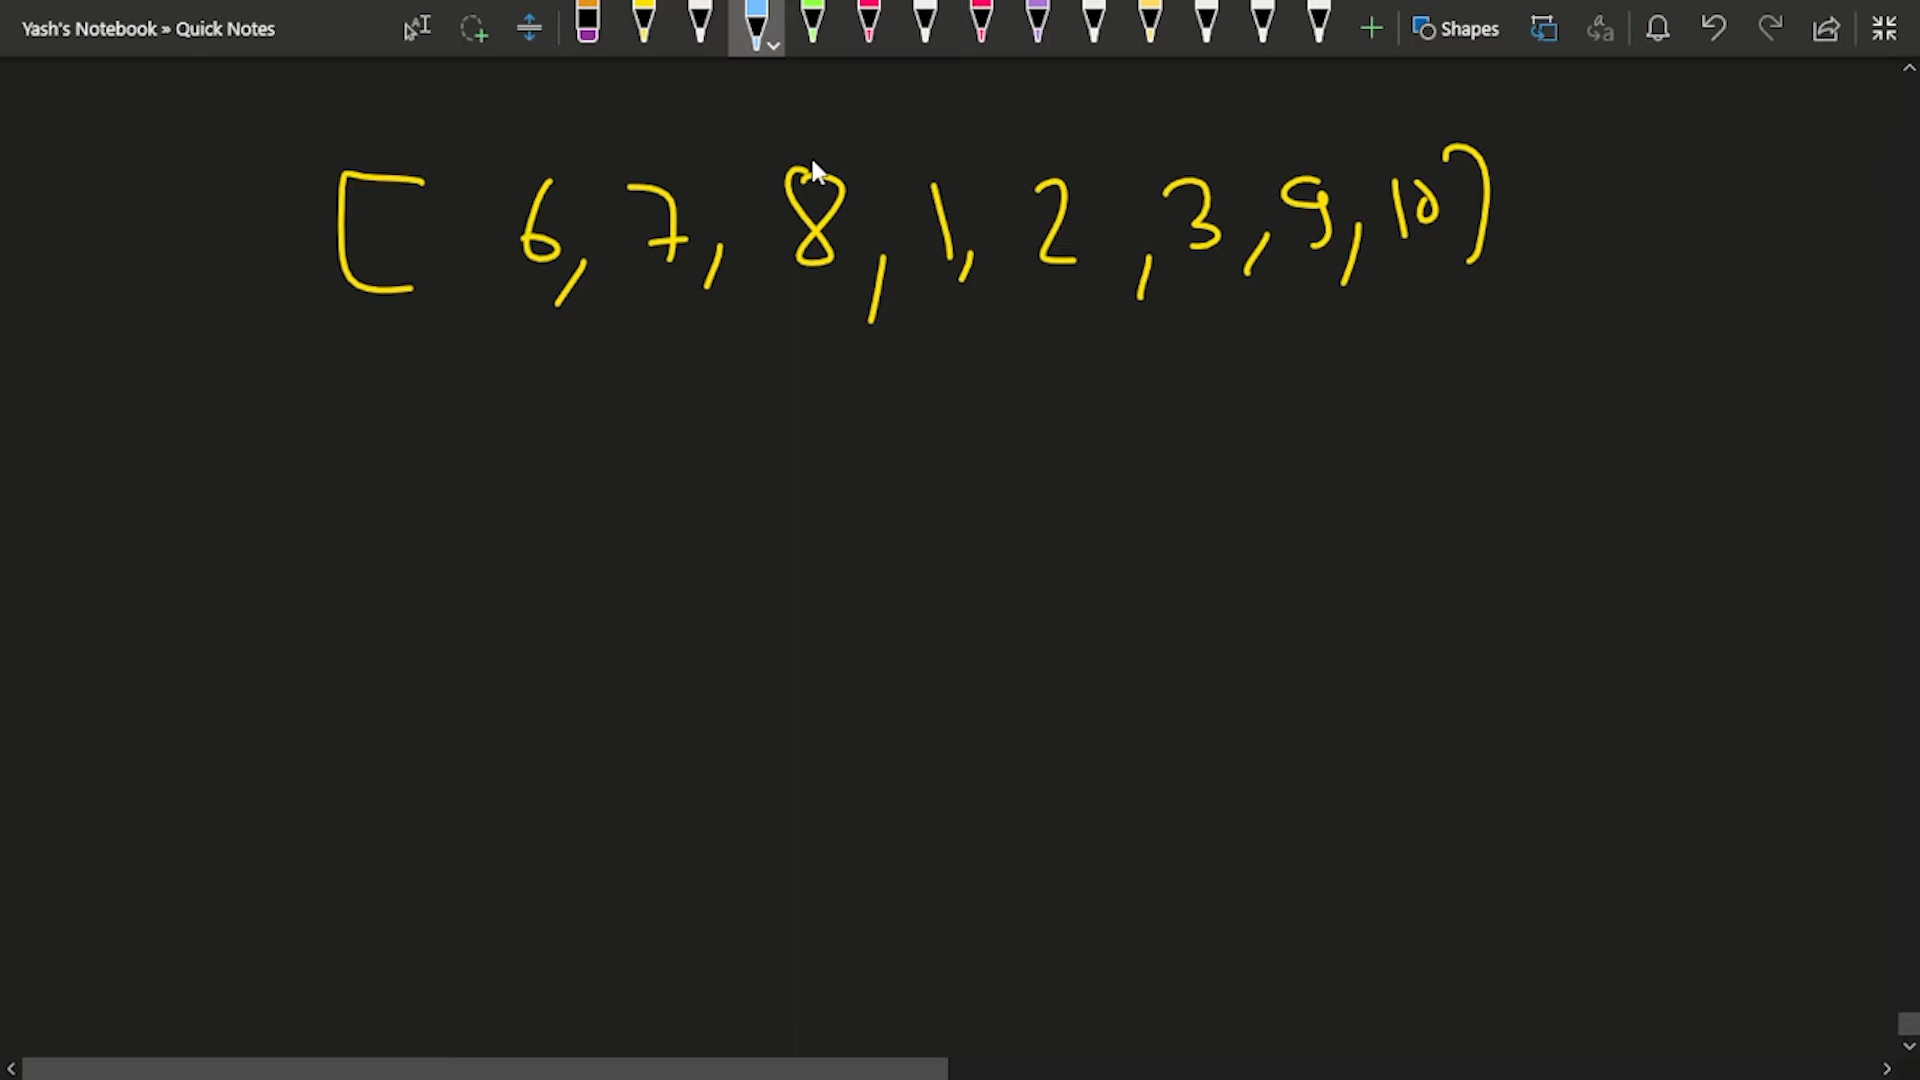 Yash's Notebook » Quick Notes
Shapes
[ 6, 7, 8, 1, 2, 3, 9, 10]